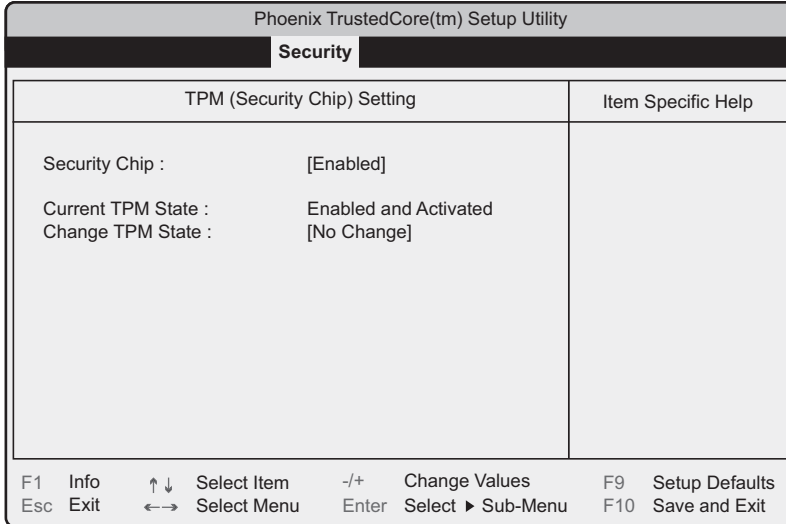 Phoenix TrustedCore(tm) Setup Utility
Security
TPM (Security Chip) Setting
Item Specific Help
Security Chip : [Enabled]
Current TPM State : Enabled and Activated
Change TPM State : [No Change]
F1 Info ↑ ↓ Select Item -/+ Change Values F9 Setup Defaults
Esc Exit ←→ Select Menu Enter Select ▶ Sub-Menu F10 Save and Exit